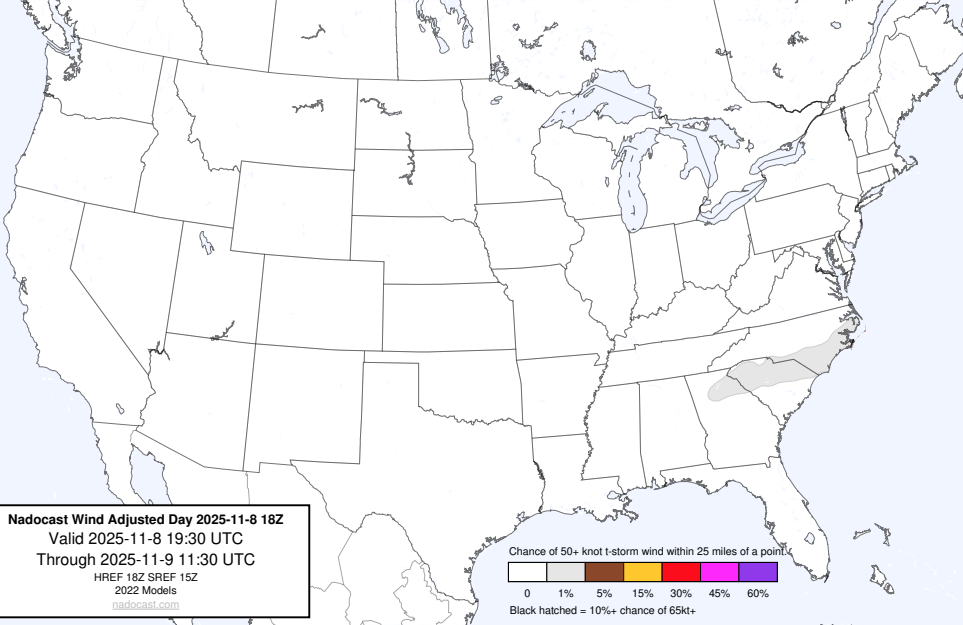 Nadocast Wind Adjusted Day 2025-11-8 18Z
Valid 2025-11-8 19:30 UTC
Through 2025-11-9 11:30 UTC
HREF 18Z SREF 15Z
2022 Models
nadocast.com
Chance of 50+ knot t-storm wind within 25 miles of a point.
0 1% 5% 15% 30% 45% 60%
Black hatched = 10%+ chance of 65kt+